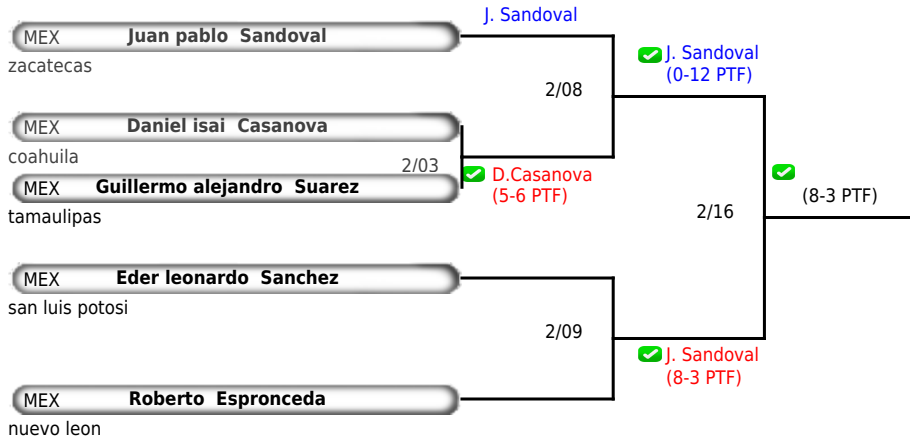 J. Sandoval
MEX Juan pablo Sandoval
zacatecas
J. Sandoval
(0-12 PTF)
2/08
MEX Daniel isai Casanova
coahuila
2/03
D.Casanova
(5-6 PTF)
MEX Guillermo alejandro Suarez
tamaulipas
(8-3 PTF)
2/16
MEX Eder leonardo Sanchez
san luis potosi
2/09
J. Sandoval
(8-3 PTF)
MEX Roberto Espronceda
nuevo leon